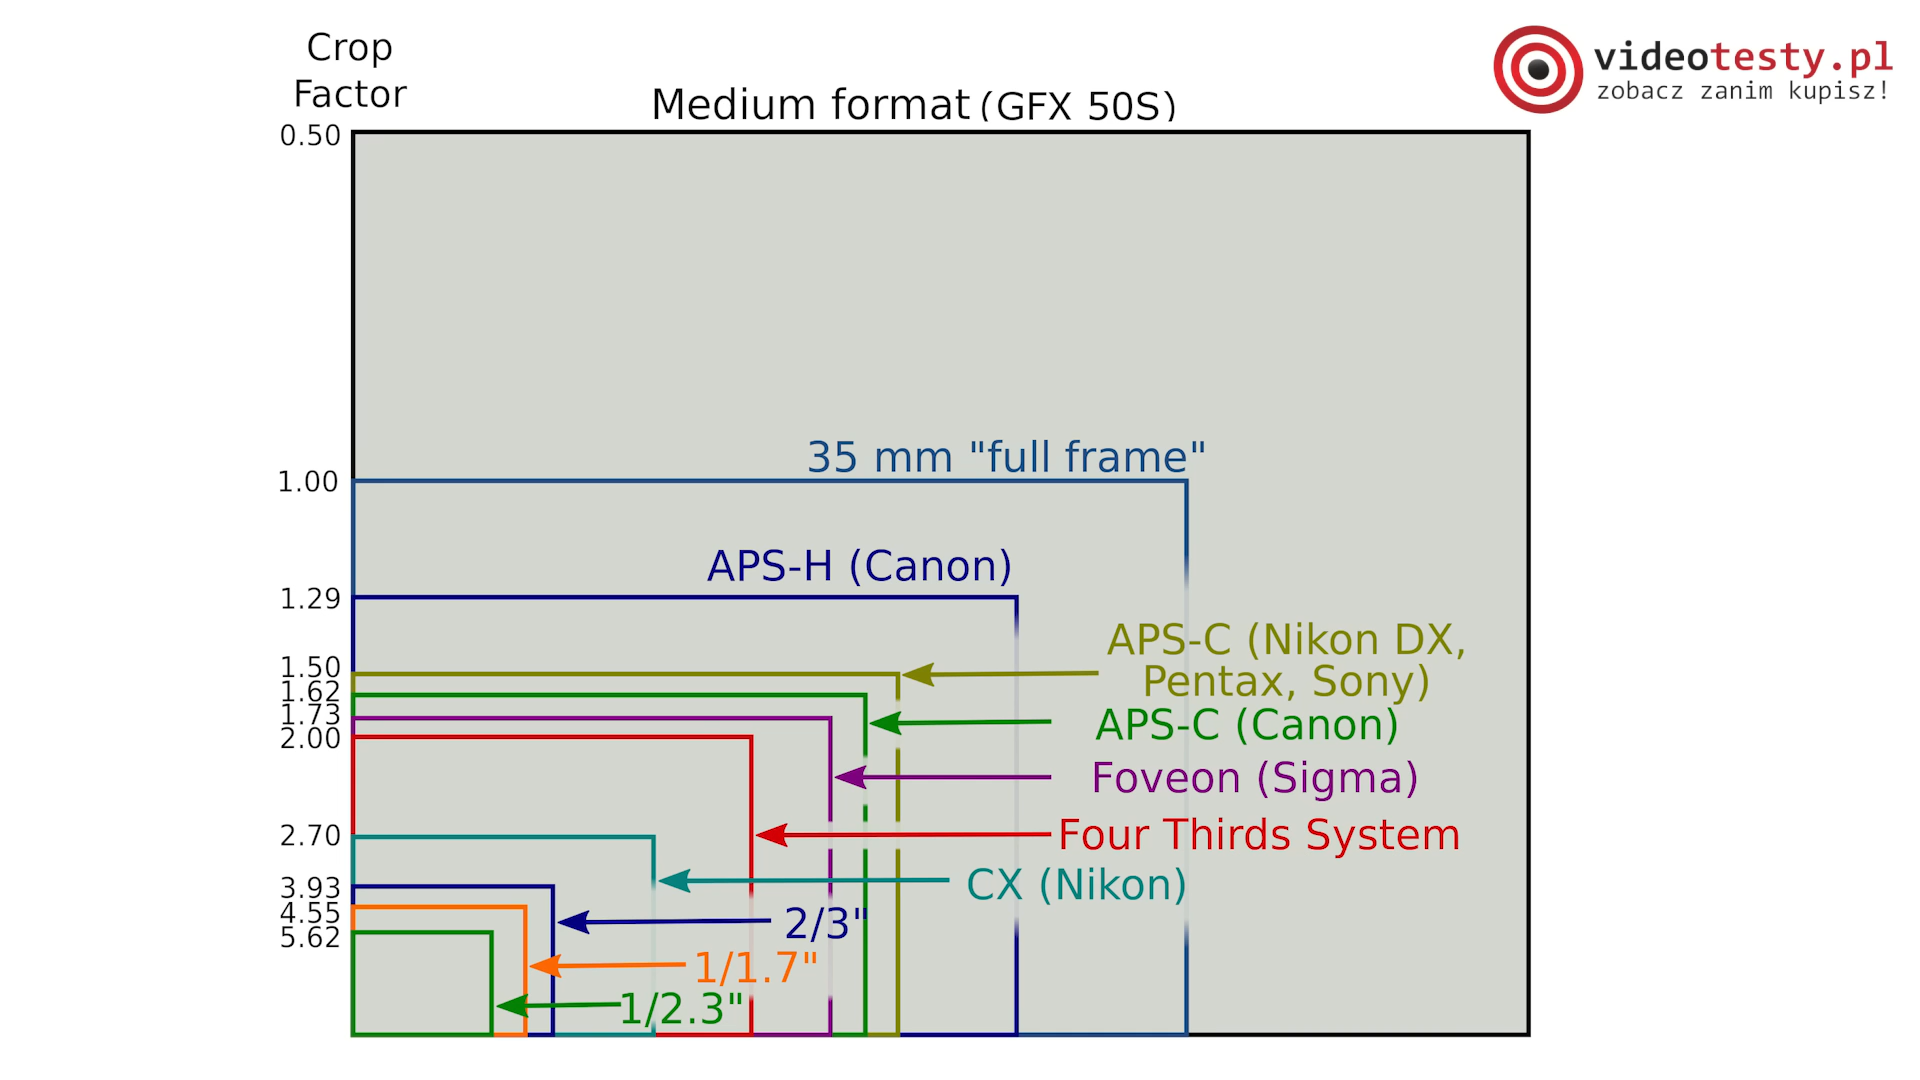 Crop
Factor
videotesty.pl
zobacz zanim kupisz!
Medium format (GFX 50S)
0.50
35 mm "full frame"
1.00
APS-H (Canon)
1.29
APS-C (Nikon DX,
Pentax, Sony)
1.50
1.62
1.73
APS-C (Canon)
2.00
Foveon (Sigma)
2.70
Four Thirds System
3.93
CX (Nikon)
4.55
2/3"
5.62
1/1.7"
1/2.3"